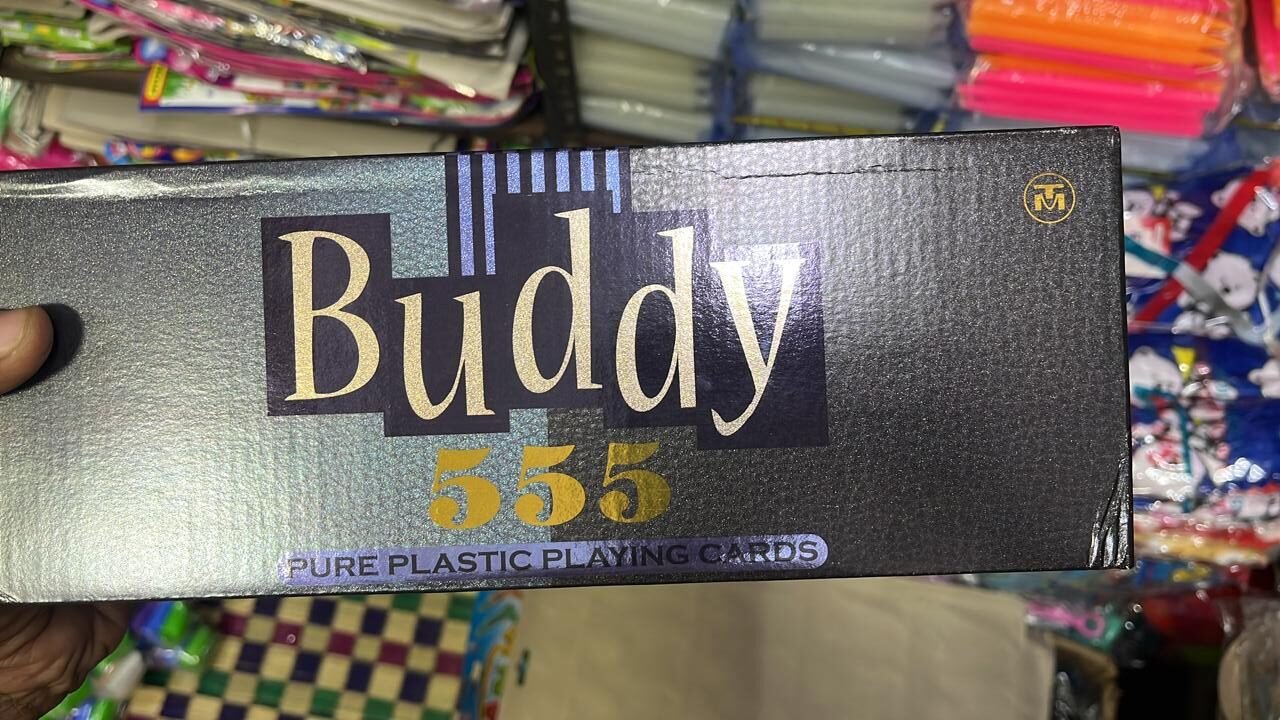 TM
Buddy
555
PURE PLASTIC PLAYING CARDS